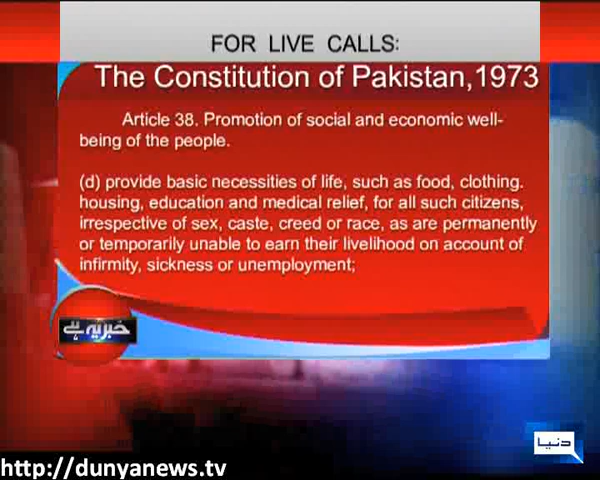 FOR LIVE CALLS:
The Constitution of Pakistan,1973
Article 38. Promotion of social and economic well-
being of the people.
(d) provide basic necessities of life, such as food, clothing.
housing, education and medical relief, for all such citizens,
irrespective of sex, caste, creed or race, as are permanently
or temporarily unable to earn their livelihood on account of
infirmity, sickness or unemployment;
خبر یہ ہے
دنیا
http://dunyanews.tv